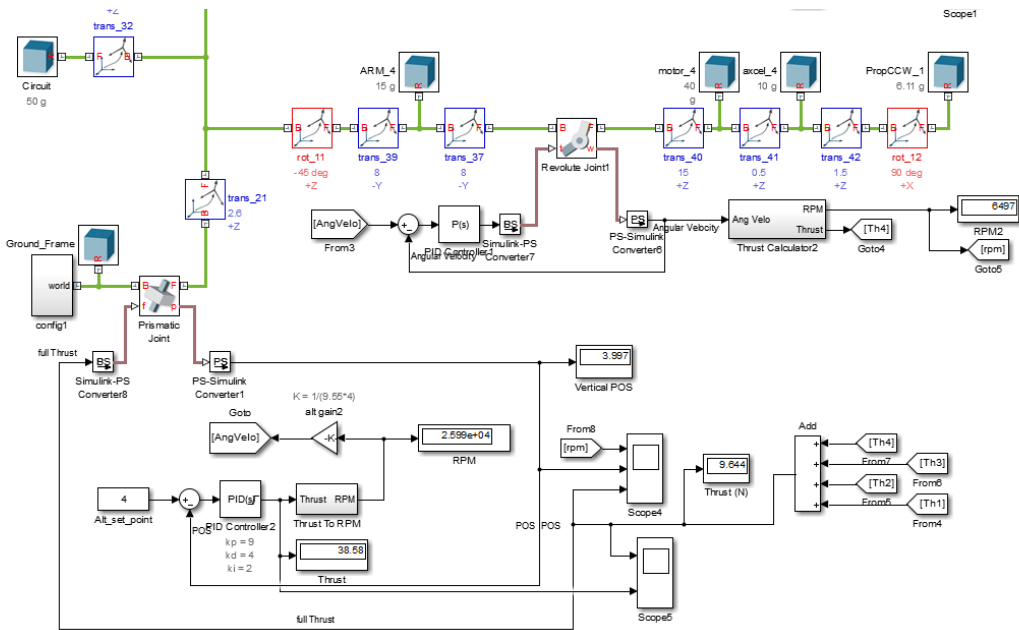 +Z
Scope1
trans_32
F
B
Circuit
50 g
ARM_4
15 g
R
motor_4
40
g
R
axcel_4
10 g
R
PropCCW_1
6.11 g
R
B F
rot_11
-45 deg
+Z
B F
trans_39
8
-Y
B F
trans_37
8
-Y
B F
t w
Revolute Joint1
B F
trans_40
15
+Z
B F
trans_41
0.5
+Z
B F
trans_42
1.5
+Z
B F
rot_12
90 deg
+X
F
B
trans_21
2.6
+Z
[AngVelo]
From3
+
-
P(s)
PID Controller1
Angular Velocity
PS
Simulink-PS
Converter7
PS
PS-Simulink
Converter6
Angular Velocity
Ang Velo
RPM
Thrust
Thrust Calculator2
[Th4]
Goto4
6497
RPM2
[rpm]
Goto5
Ground_Frame
R
world
config1
B F
f p
Prismatic
Joint
full Thrust
PS
Simulink-PS
Converter8
PS
PS-Simulink
Converter1
3.997
Vertical POS
K = 1/(9.55*4)
alt gain2
Goto
[AngVelo]
-K-
2.599e+04
RPM
From8
[rpm]
Scope4
9.644
Thrust (N)
Add
+
+
+
+
[Th4]
From7
[Th3]
From6
[Th2]
From5
[Th1]
From4
4
Alt_set_point
+
-
POS
PID(s)
PID Controller2
kp = 9
kd = 4
ki = 2
Thrust RPM
Thrust To RPM
38.58
Thrust
POS POS
Scope5
full Thrust